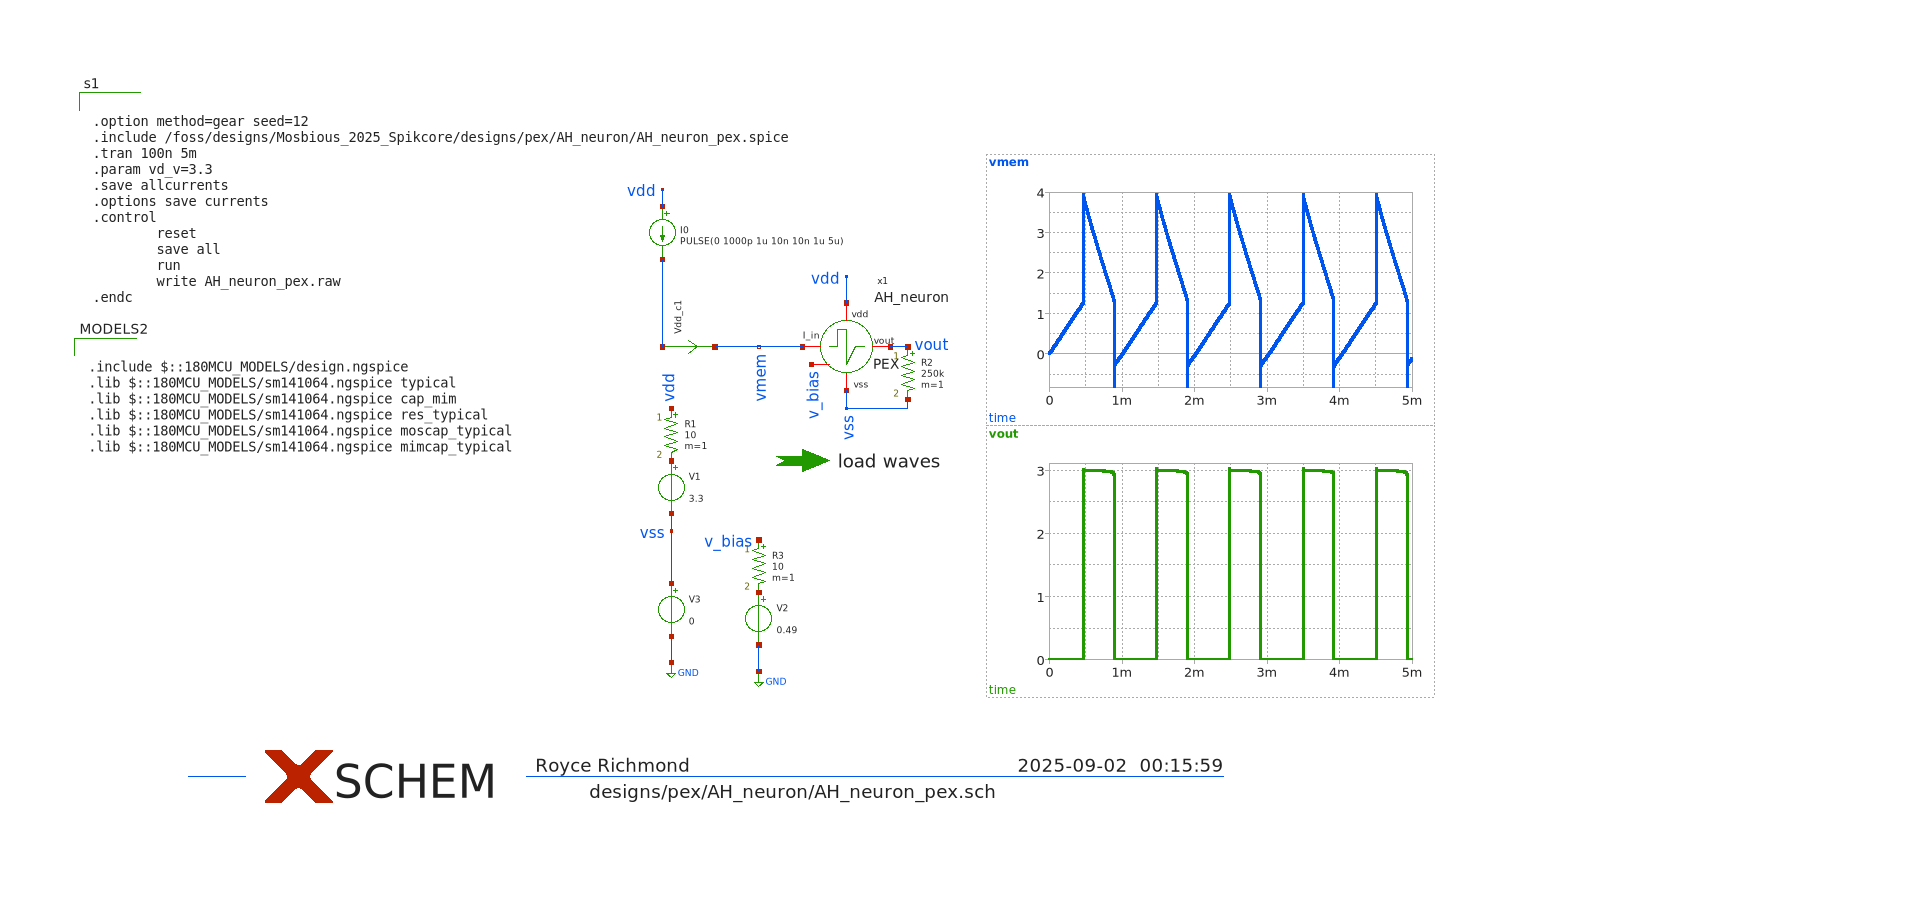 s1
.option method=gear seed=12
.include /foss/designs/Mosbious_2025_Spikcore/designs/pex/AH_neuron/AH_neuron_pex.spice
.tran 100n 5m
.param vd_v=3.3
.save allcurrents
.options save currents
.control
reset
save all
run
write AH_neuron_pex.raw
.endc
MODELS2
.include $::180MCU_MODELS/design.ngspice
.lib $::180MCU_MODELS/sm141064.ngspice typical
.lib $::180MCU_MODELS/sm141064.ngspice cap_mim
.lib $::180MCU_MODELS/sm141064.ngspice res_typical
.lib $::180MCU_MODELS/sm141064.ngspice moscap_typical
.lib $::180MCU_MODELS/sm141064.ngspice mimcap_typical
vdd
I0
PULSE(0 1000p 1u 10n 10n 1u 5u)
Vdd_c1
vdd
x1
AH_neuron
vdd
I_in
vout
vout
PEX
vss
1
R2
250k
m=1
2
vmem
v_bias
vss
vdd
1
R1
10
m=1
2
V1
3.3
load waves
vss
v_bias
1
R3
10
m=1
2
V3
0
V2
0.49
GND
GND
vmem
4
3
2
1
0
0 1m 2m 3m 4m 5m
time
vout
3
2
1
0
0 1m 2m 3m 4m 5m
time
XSCHEM
Royce Richmond
2025-09-02 00:15:59
designs/pex/AH_neuron/AH_neuron_pex.sch